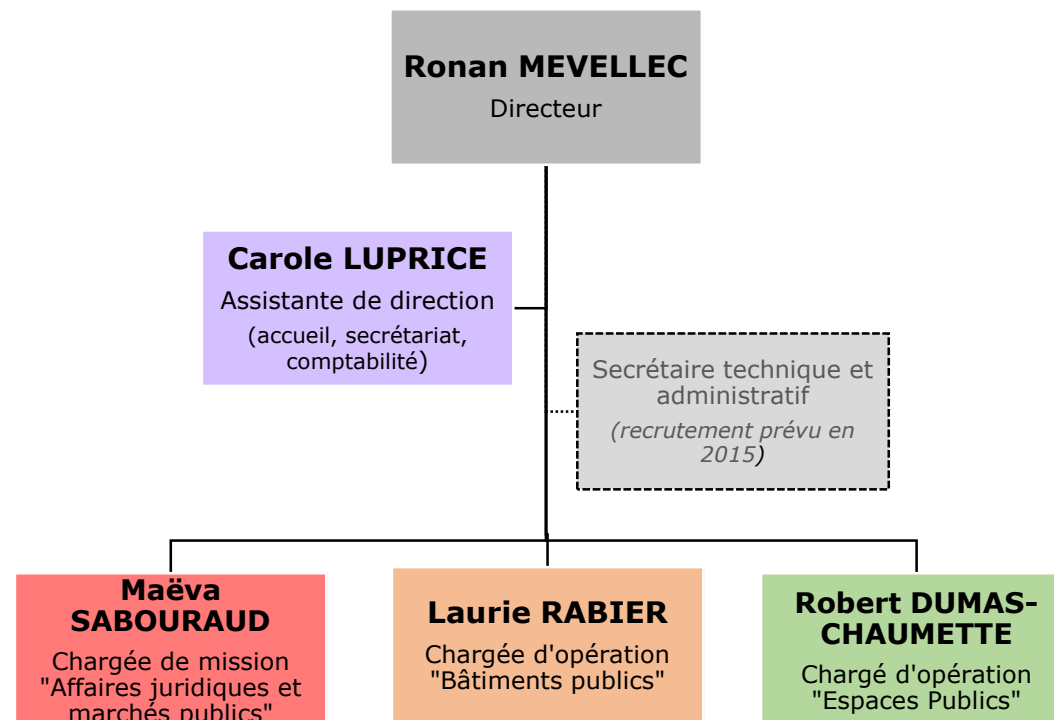 Ronan MEVELLEC
Directeur
Carole LUPRICE
Assistante de direction
(accueil, secrétariat,
comptabilité)
Secrétaire technique et
administratif
(recrutement prévu en
2015)
Maëva
SABOURAUD
Chargée de mission
"Affaires juridiques et
marchés publics"
Laurie RABIER
Chargée d'opération
"Bâtiments publics"
Robert DUMAS-
CHAUMETTE
Chargé d'opération
"Espaces Publics"